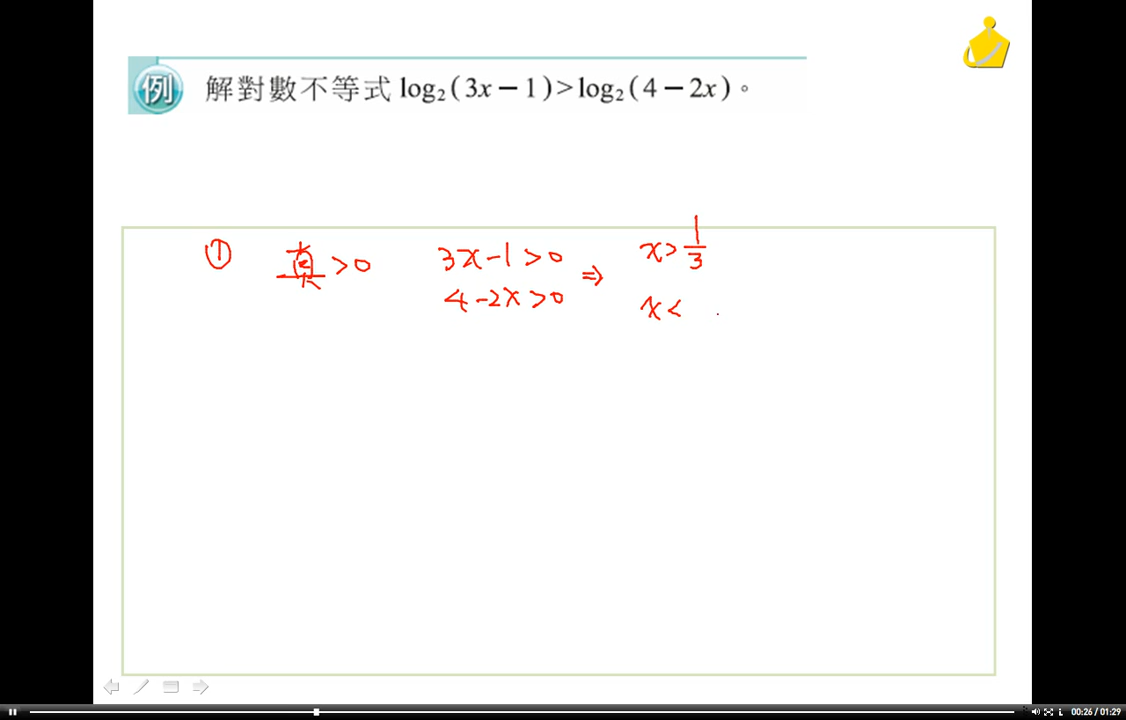 例 解對數不等式 log₂(3x－1)>log₂(4－2x)。
① 真>0 3x-1>0 ⇒ x>1/3
4-2x>0 x<
00:26 / 01:29